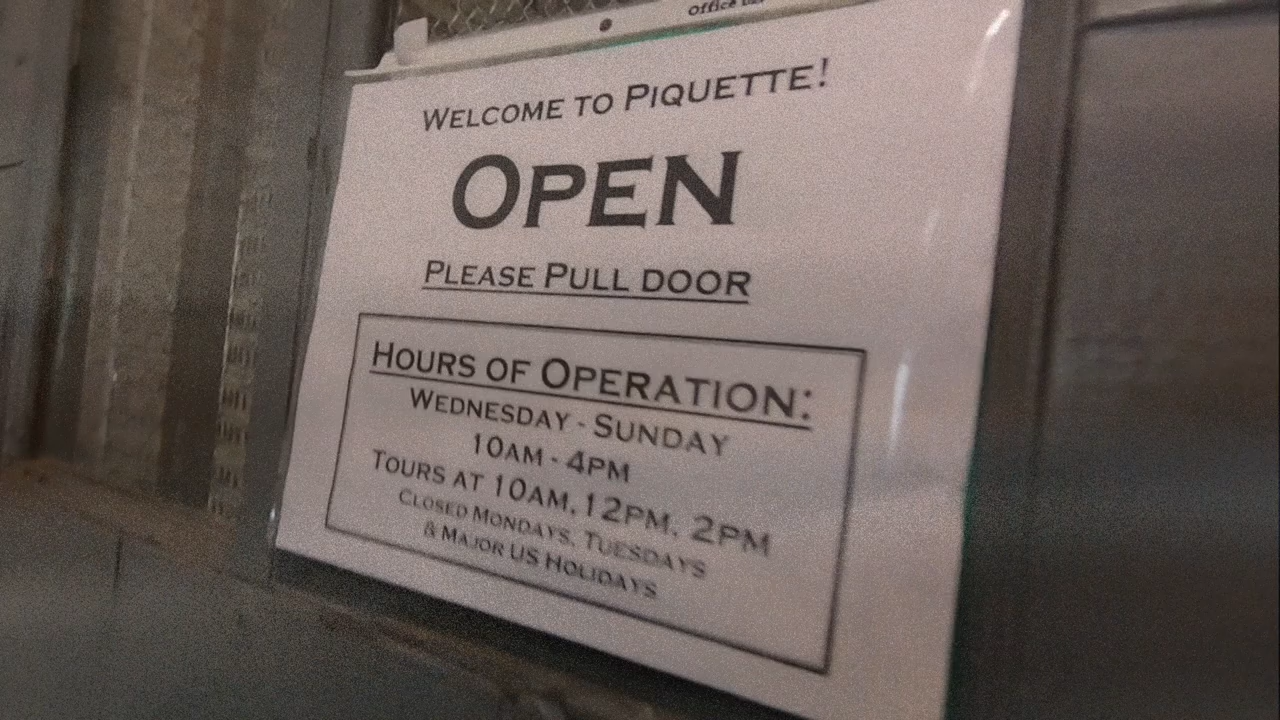 Office
WELCOME TO PIQUETTE!
OPEN
PLEASE PULL DOOR
HOURS OF OPERATION:
WEDNESDAY - SUNDAY
10AM - 4PM
TOURS AT 10AM, 12PM, 2PM
CLOSED MONDAYS, TUESDAYS
& MAJOR US HOLIDAYS